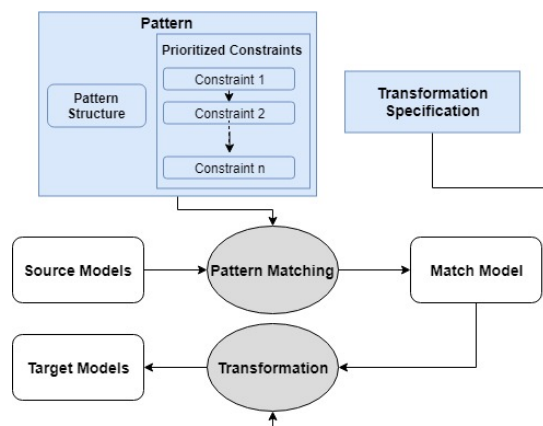 Pattern
Prioritized Constraints
Constraint 1
Pattern
Structure
Constraint 2
Constraint n
Transformation
Specification
Source Models
Pattern Matching
Match Model
Target Models
Transformation